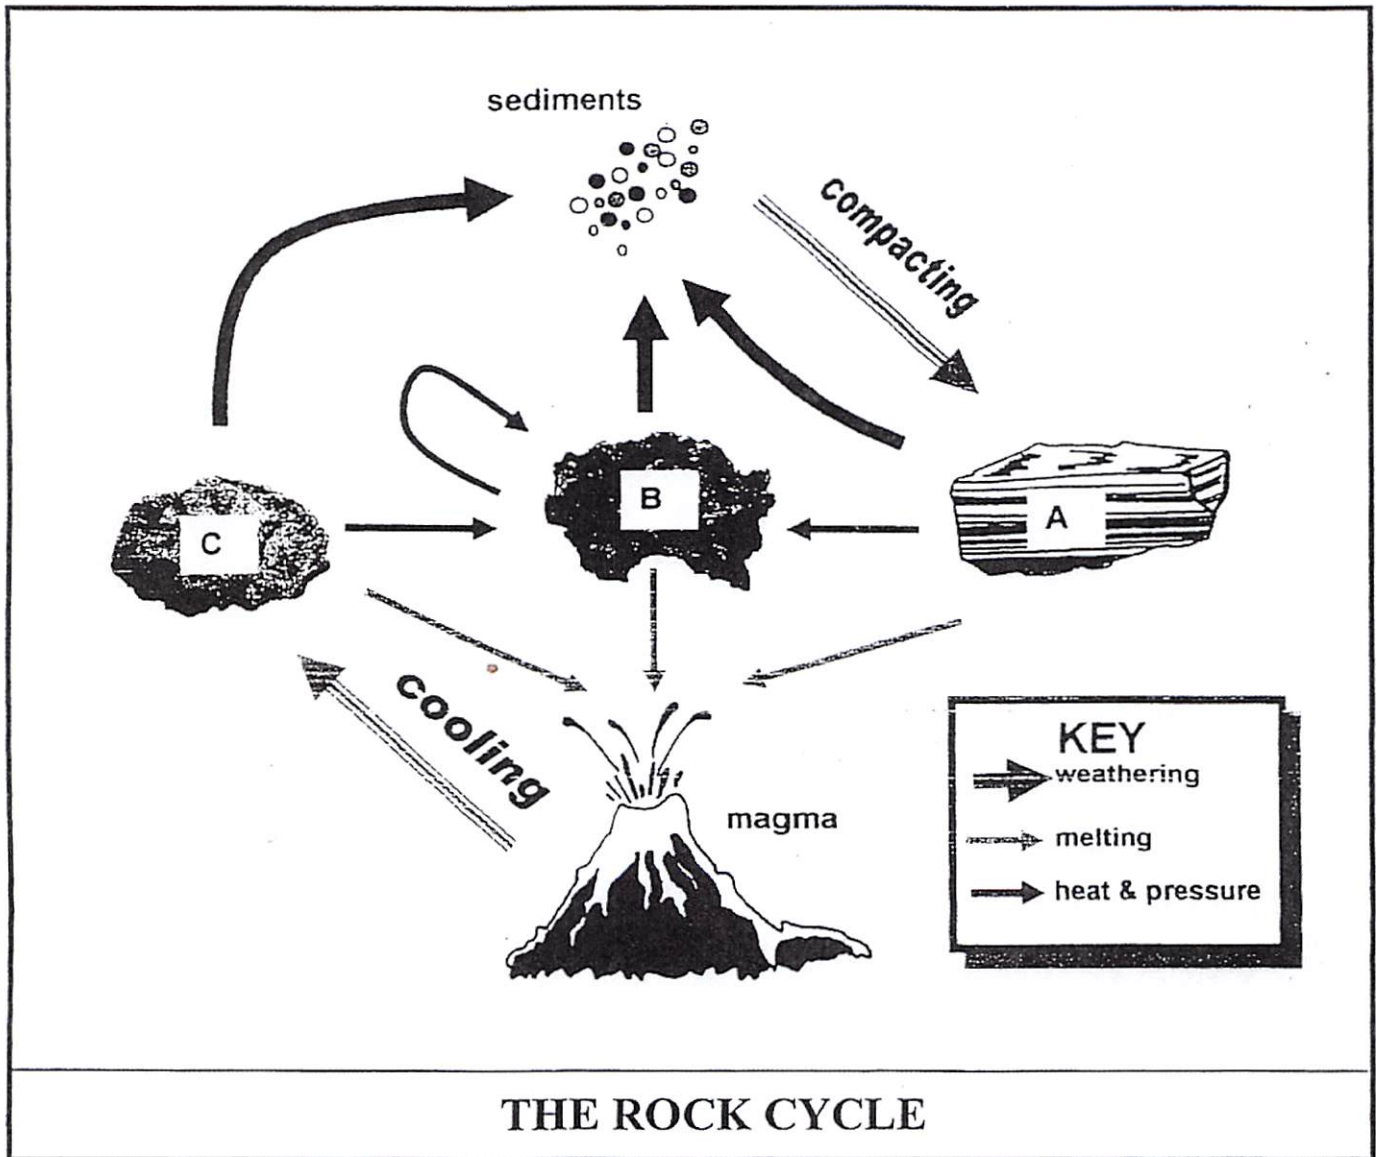 sediments
compacting
B
A
C
cooling
magma
KEY
weathering
melting
heat & pressure
THE ROCK CYCLE